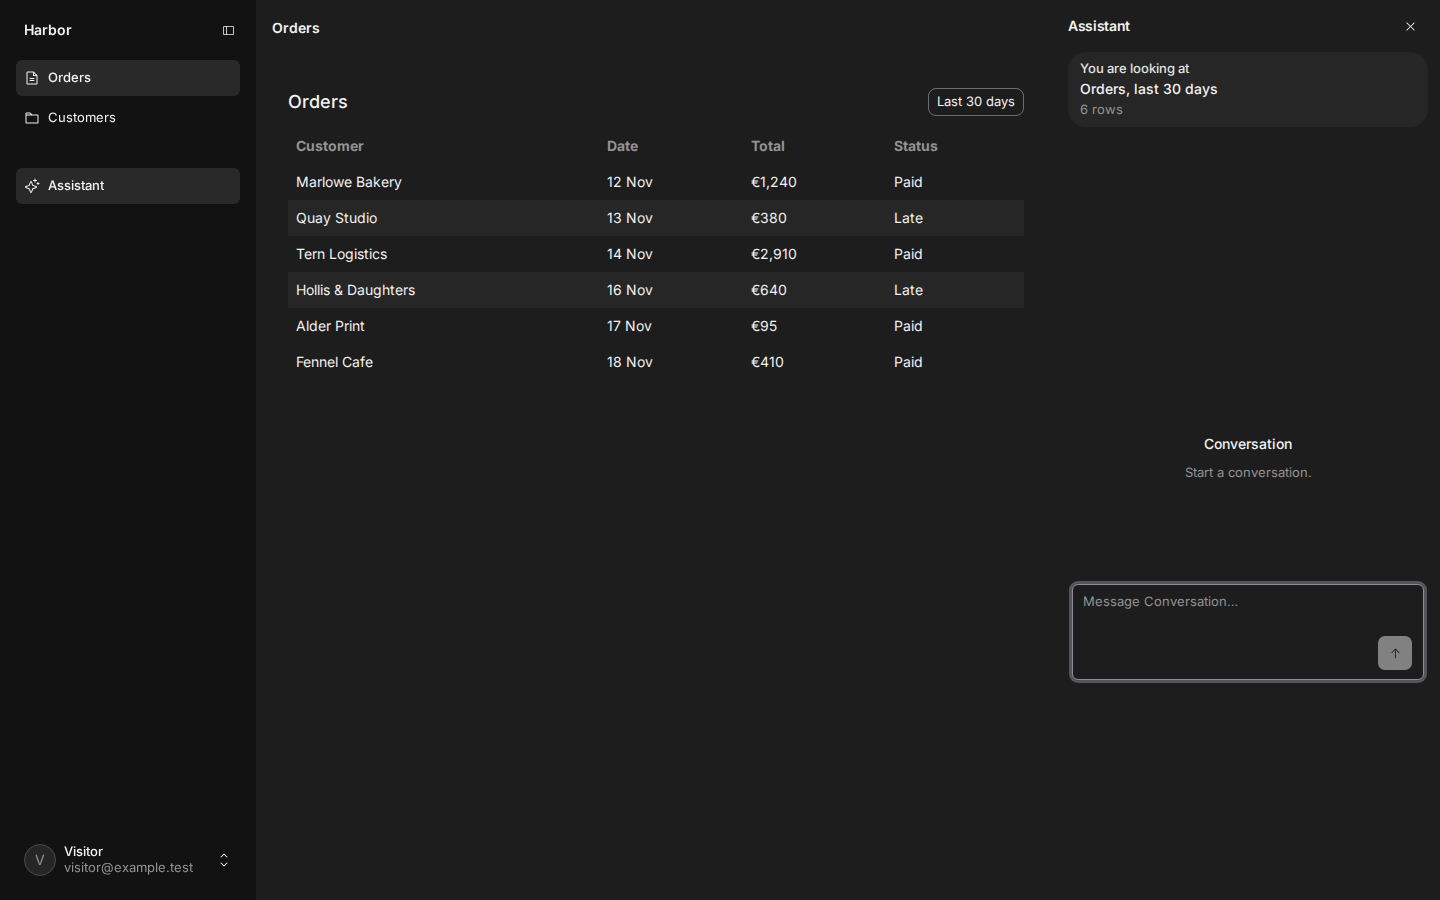 Harbor
Orders
Customers
Assistant
V
Visitor
visitor@example.test
Orders
Orders
Last 30 days
Customer Date Total Status
Marlowe Bakery 12 Nov €1,240 Paid
Quay Studio 13 Nov €380 Late
Tern Logistics 14 Nov €2,910 Paid
Hollis & Daughters 16 Nov €640 Late
Alder Print 17 Nov €95 Paid
Fennel Cafe 18 Nov €410 Paid
Assistant
You are looking at
Orders, last 30 days
6 rows
Conversation
Start a conversation.
Message Conversation...